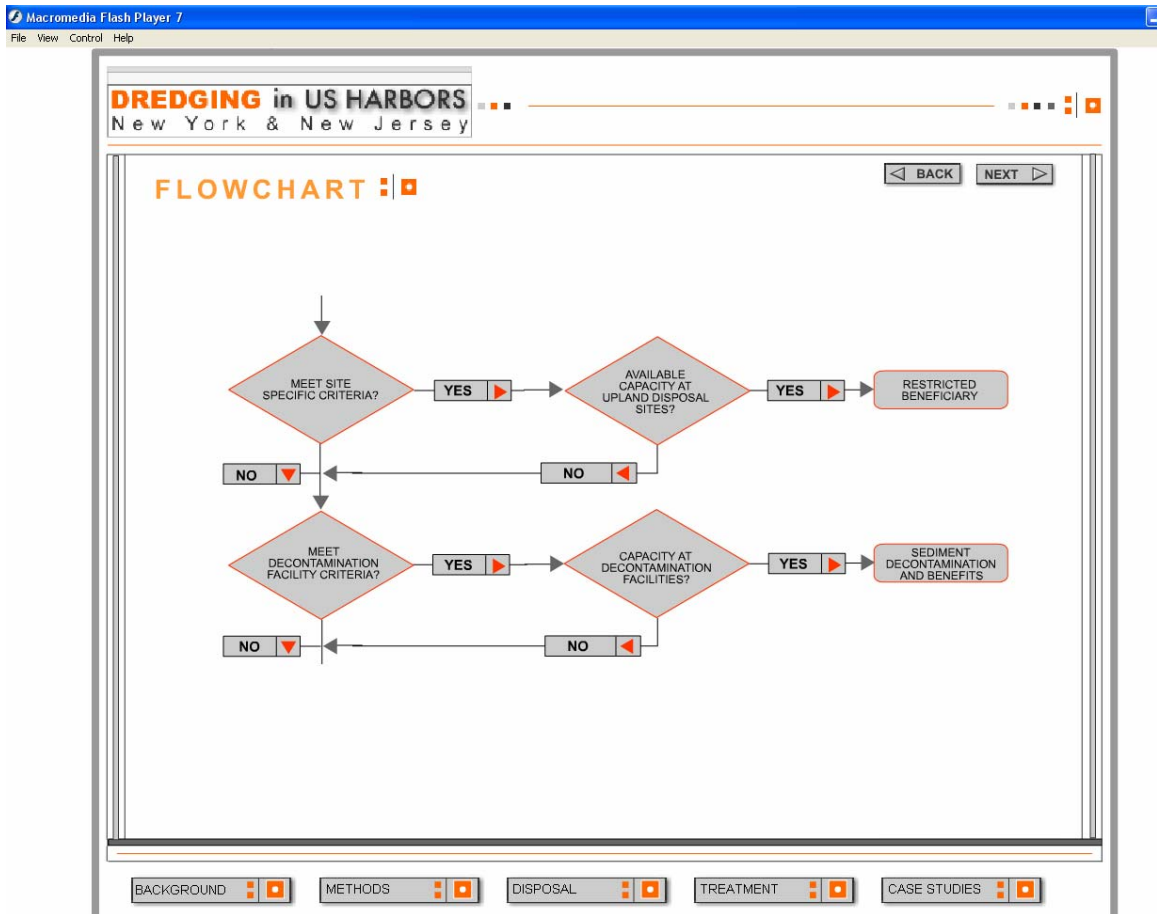 Macromedia Flash Player 7
File View Control Help
DREDGING in US HARBORS
New York & New Jersey
FLOWCHART
BACK
NEXT
MEET SITE
SPECIFIC CRITERIA?
YES
AVAILABLE
CAPACITY AT
UPLAND DISPOSAL
SITES?
YES
RESTRICTED
BENEFICIARY
NO
NO
MEET
DECONTAMINATION
FACILITY CRITERIA?
YES
CAPACITY AT
DECONTAMINATION
FACILITIES?
YES
SEDIMENT
DECONTAMINATION
AND BENEFITS
NO
NO
BACKGROUND
METHODS
DISPOSAL
TREATMENT
CASE STUDIES